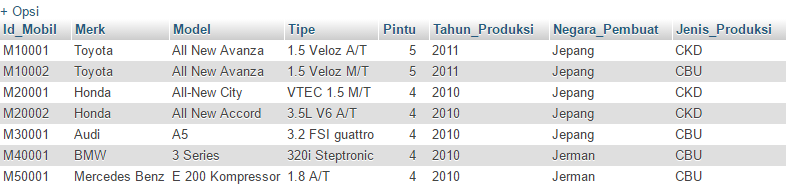 + Opsi
Id_Mobil Merk Model Tipe Pintu Tahun_Produksi Negara_Pembuat Jenis_Produksi
M10001 Toyota All New Avanza 1.5 Veloz A/T 5 2011 Jepang CKD
M10002 Toyota All New Avanza 1.5 Veloz M/T 5 2011 Jepang CBU
M20001 Honda All-New City VTEC 1.5 M/T 4 2010 Jepang CKD
M20002 Honda All New Accord 3.5L V6 A/T 4 2010 Jepang CKD
M30001 Audi A5 3.2 FSI guattro 4 2010 Jepang CBU
M40001 BMW 3 Series 320i Steptronic 4 2010 Jerman CBU
M50001 Mercedes Benz E 200 Kompressor 1.8 A/T 4 2010 Jerman CBU